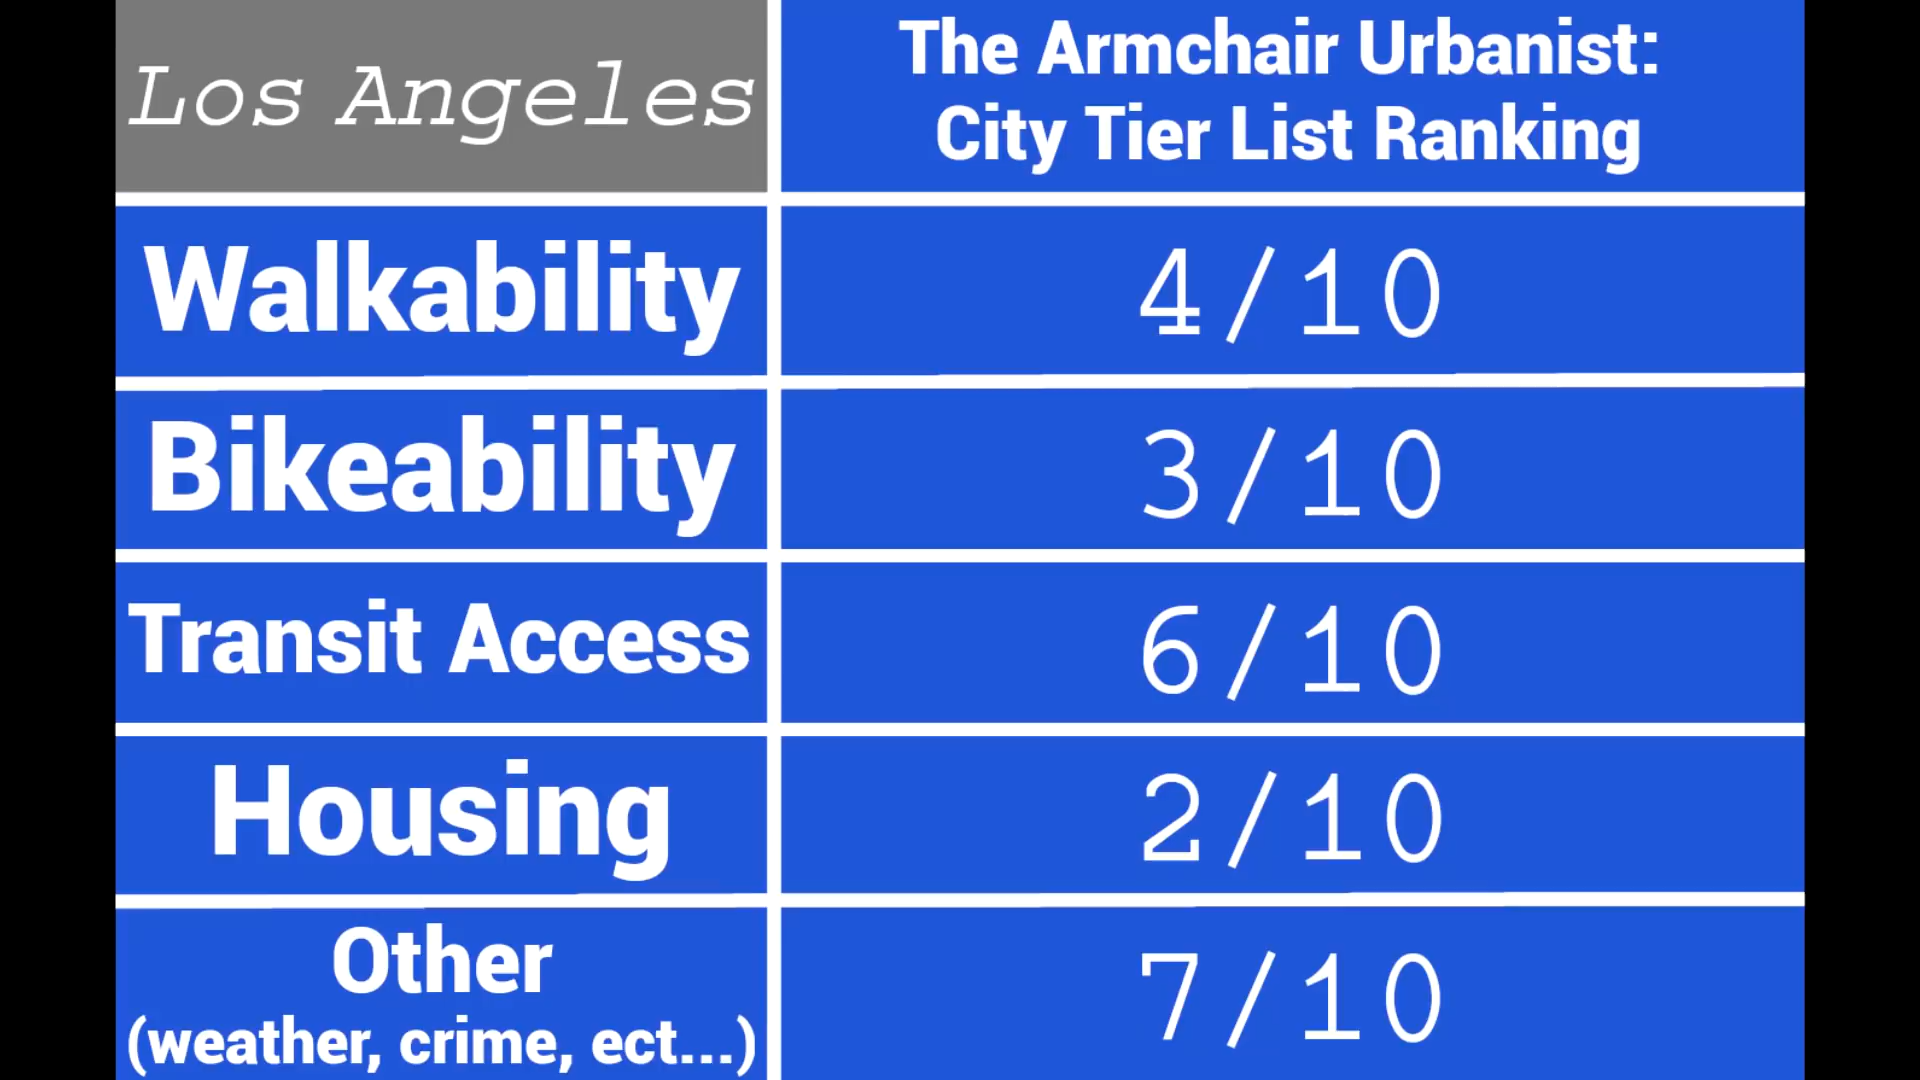 Los Angeles
The Armchair Urbanist:
City Tier List Ranking
Walkability
4/10
Bikeability
3/10
Transit Access
6/10
Housing
2/10
Other
(weather, crime, ect...)
7/10